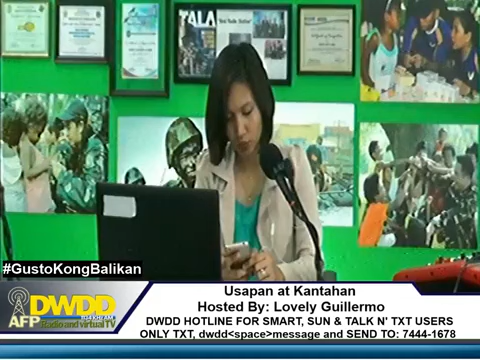 TALA
#GustoKongBalikan
DWDD
AFP
Radio and virtual TV
Usapan at Kantahan
Hosted By: Lovely Guillermo
DWDD HOTLINE FOR SMART, SUN & TALK N' TXT USERS
ONLY TXT, dwdd<space>message and SEND TO: 7444-1678